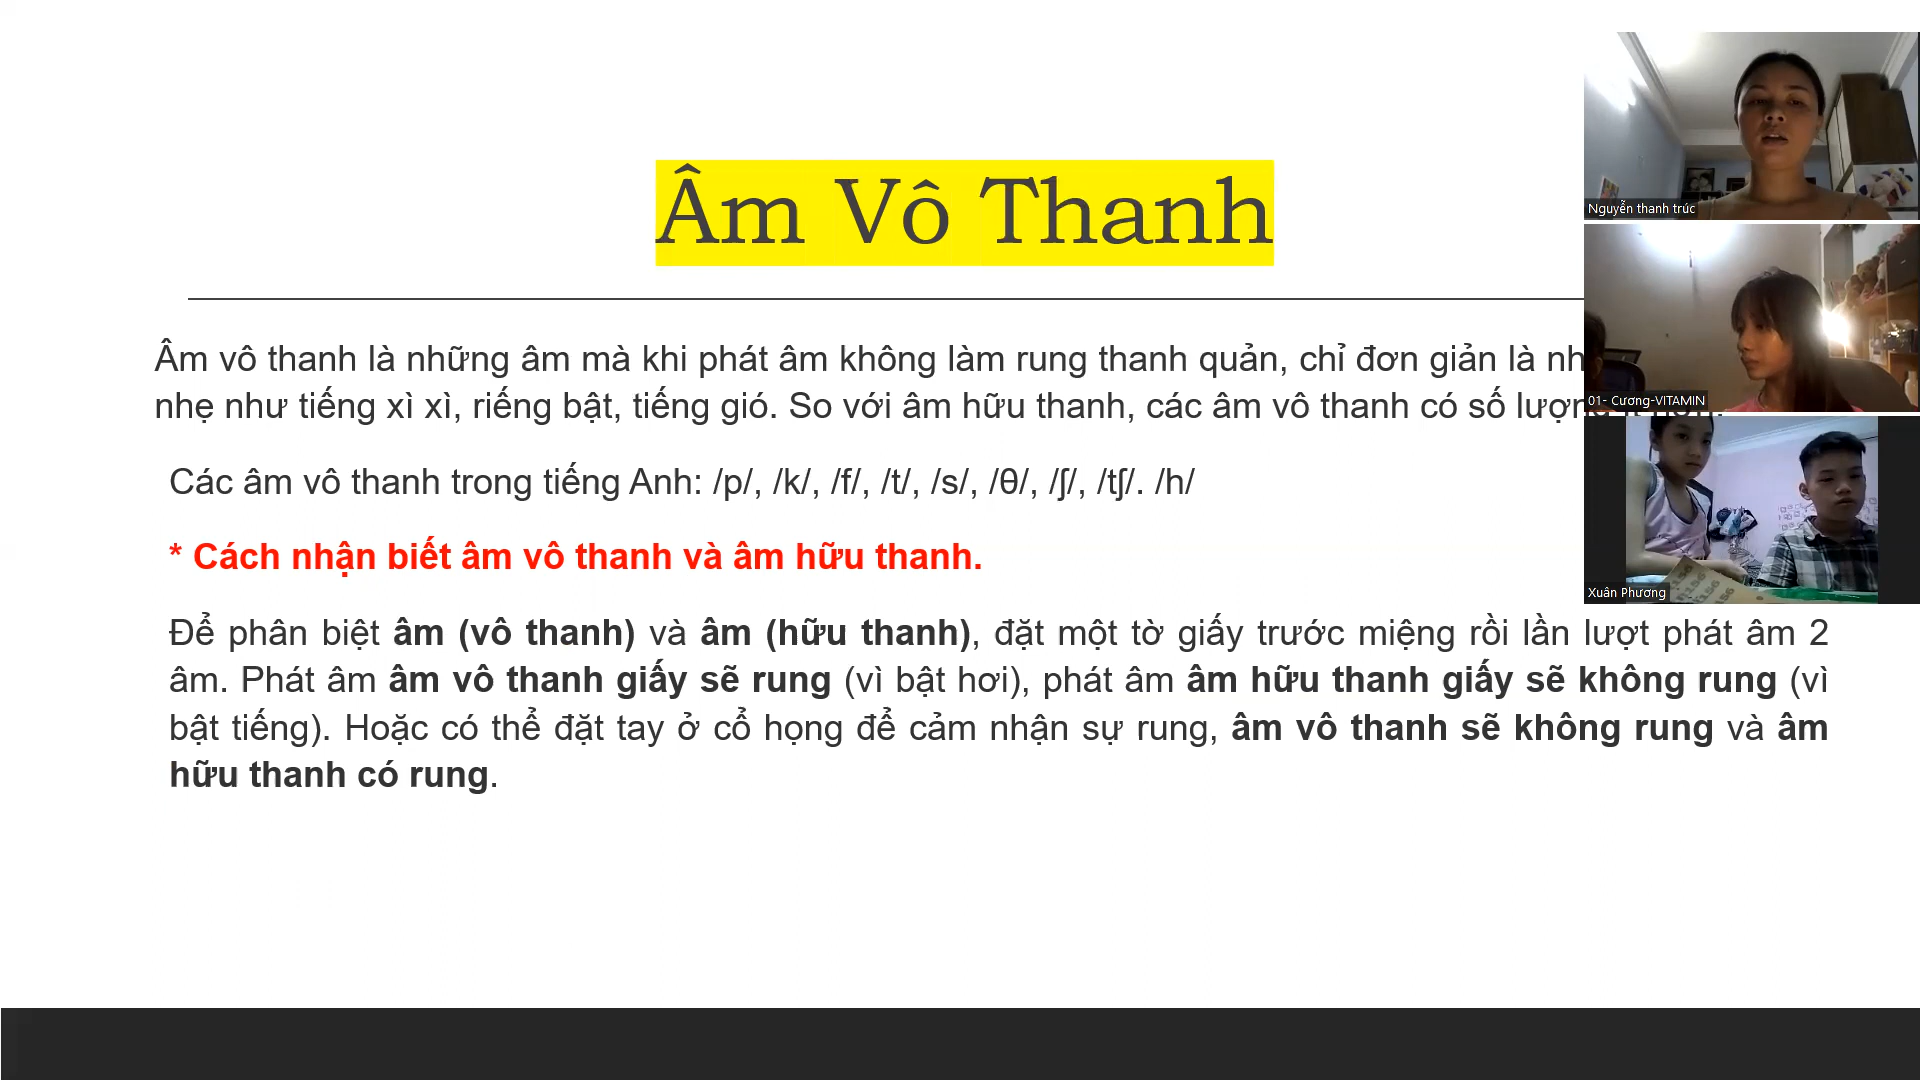 Âm Vô Thanh
Âm vô thanh là những âm mà khi phát âm không làm rung thanh quản, chỉ đơn giản là
nhẹ như tiếng xì xì, riếng bật, tiếng gió. So với âm hữu thanh, các âm vô thanh có số lượng
Các âm vô thanh trong tiếng Anh: /p/, /k/, /f/, /t/, /s/, /θ/, /ʃ/, /tʃ/. /h/
* Cách nhận biết âm vô thanh và âm hữu thanh.
Để phân biệt âm (vô thanh) và âm (hữu thanh), đặt một tờ giấy trước miệng rồi lần lượt phát âm 2
âm. Phát âm âm vô thanh giấy sẽ rung (vì bật hơi), phát âm âm hữu thanh giấy sẽ không rung (vì
bật tiếng). Hoặc có thể đặt tay ở cổ họng để cảm nhận sự rung, âm vô thanh sẽ không rung và âm
hữu thanh có rung.
Nguyễn thanh trúc
01- Cương-VITAMIN
Xuân Phương